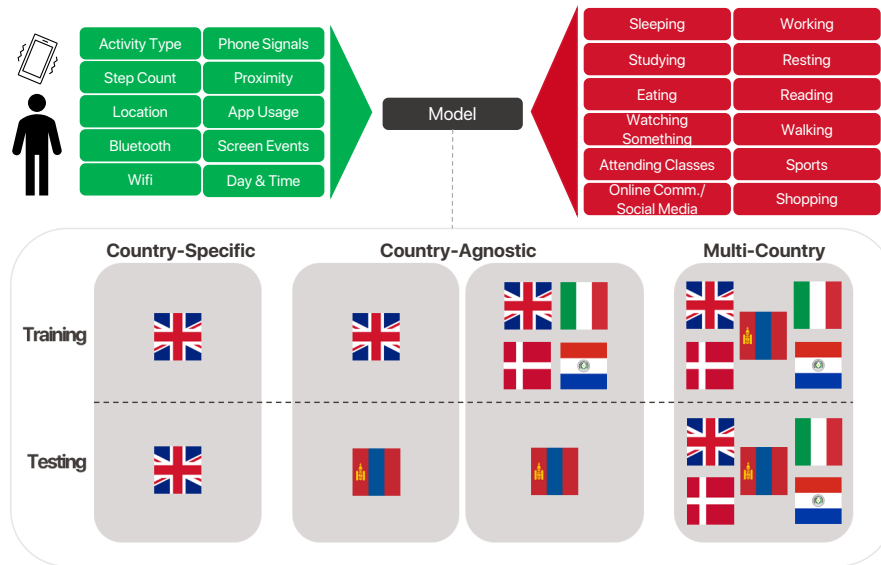 Activity Type
Phone Signals
Step Count
Proximity
Location
App Usage
Bluetooth
Screen Events
Wifi
Day & Time
Model
Sleeping
Working
Studying
Resting
Eating
Reading
Watching
Something
Walking
Attending Classes
Sports
Online Comm./
Social Media
Shopping
Country-Specific
Country-Agnostic
Multi-Country
Training
Testing